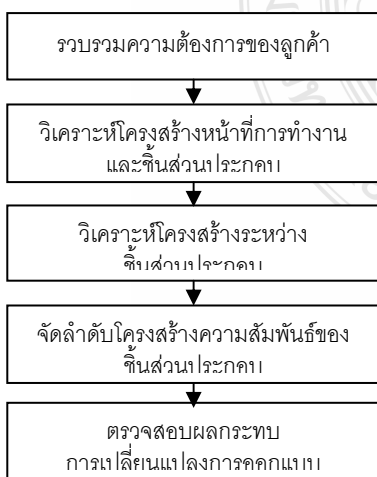 รวบรวมความต้องการของลูกค้า
วิเคราะห์โครงสร้างหน้าที่การทำงาน
และชิ้นส่วนประกอบ
วิเคราะห์โครงสร้างระหว่าง
ชิ้นส่วนประกอบ
จัดลำดับโครงสร้างความสัมพันธ์ของ
ชิ้นส่วนประกอบ
ตรวจสอบผลกระทบ
การเปลี่ยนแปลงการออกแบบ